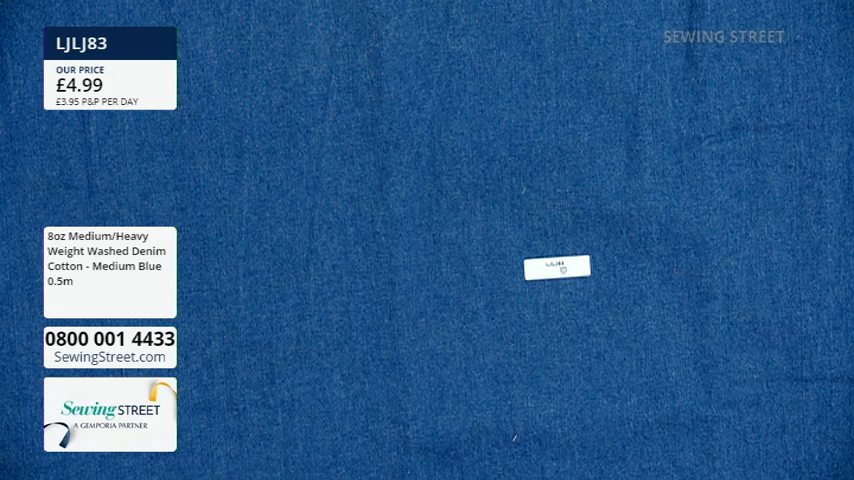 LJLJ83
OUR PRICE
£4.99
£3.95 P&P PER DAY
SEWING STREET
8oz Medium/Heavy
Weight Washed Denim
Cotton - Medium Blue
0.5m
LJLJ83
0800 001 4433
SewingStreet.com
Sewing STREET
A GEMPORIA PARTNER